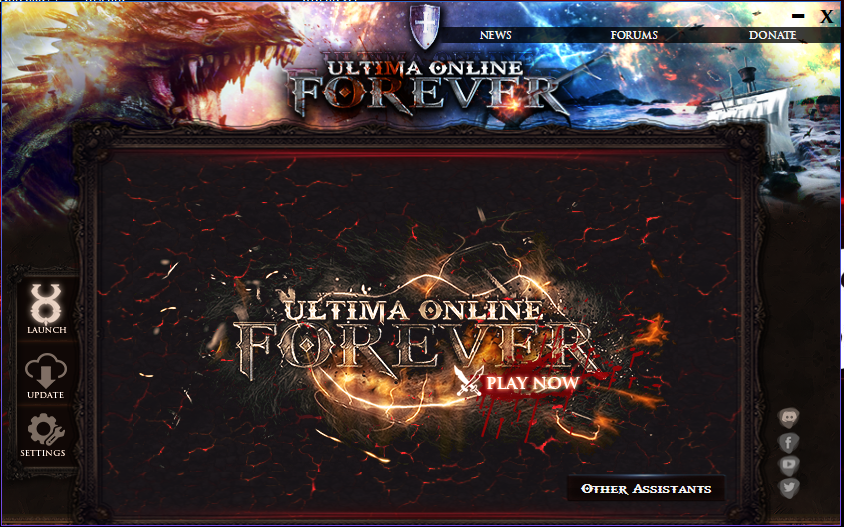 X
NEWS
FORUMS
DONATE
ULTIMA ONLINE
FOREVER
ULTIMA ONLINE
FOREVER
PLAY NOW
LAUNCH
UPDATE
SETTINGS
OTHER ASSISTANTS